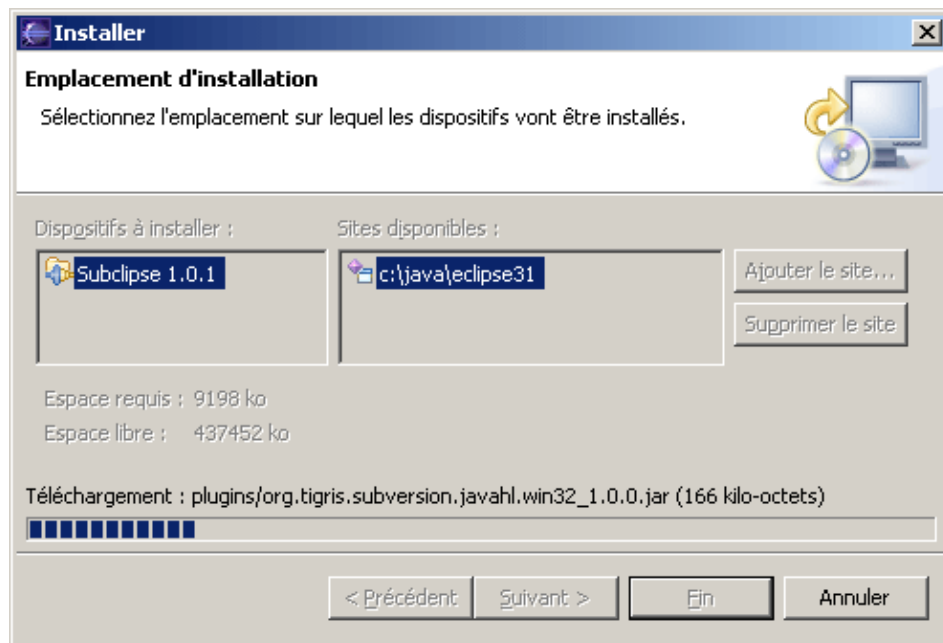 Installer
Emplacement d'installation
Sélectionnez l'emplacement sur lequel les dispositifs vont être installés.
Dispositifs à installer :
Sites disponibles :
Subclipse 1.0.1
c:\java\eclipse31
Ajouter le site...
Supprimer le site
Espace requis : 9198 ko
Espace libre : 437452 ko
Téléchargement : plugins/org.tigris.subversion.javahl.win32_1.0.0.jar (166 kilo-octets)
< Précédent
Suivant >
Fin
Annuler